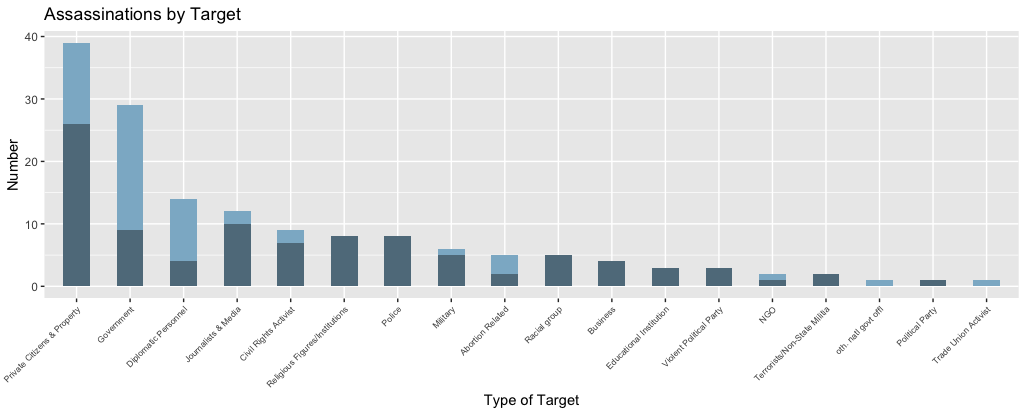 Assassinations by Target
Number
40
30
20
10
0
Private Citizens & Property
Government
Diplomatic Personnel
Journalists & Media
Civil Rights Activist
Religious Figures/Institutions
Police
Military
Abortion Related
Racial group
Business
Educational Institution
Violent Political Party
NGO
Terrorists/Non-State Militia
oth. natl govt off
Political Party
Trade Union Activist
Type of Target